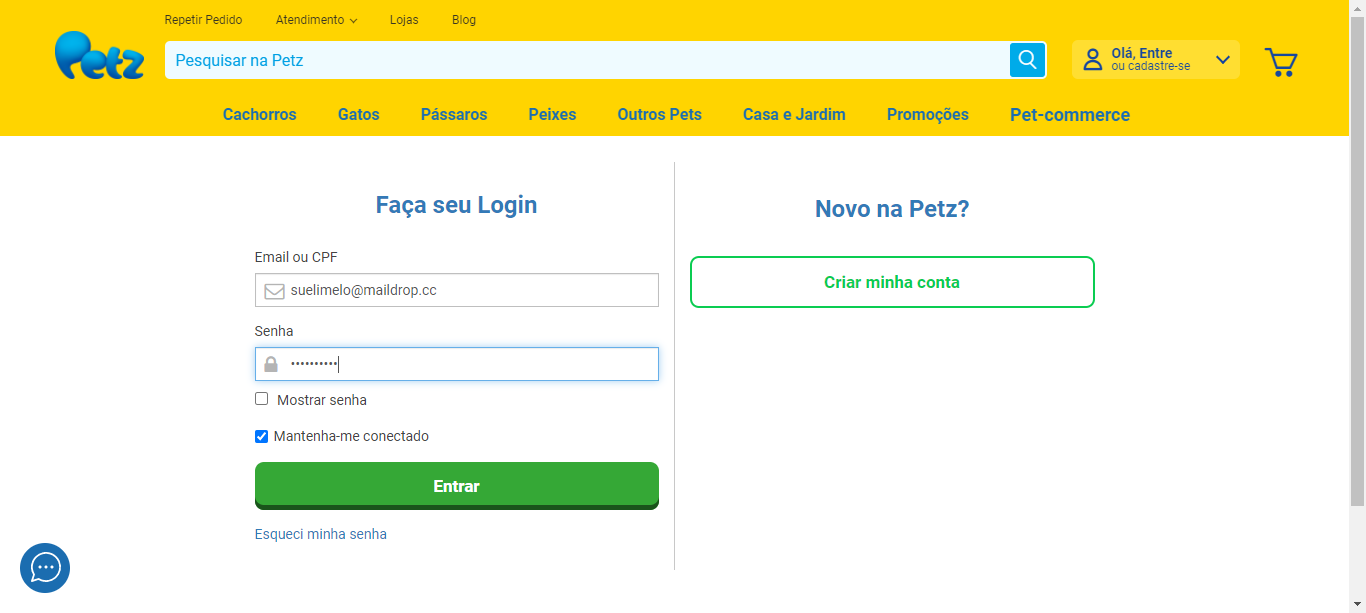 Repetir Pedido Atendimento Lojas Blog
Petz
Pesquisar na Petz
Olá, Entre
ou cadastre-se
Cachorros Gatos Pássaros Peixes Outros Pets Casa e Jardim Promoções Pet-commerce
Faça seu Login
Email ou CPF
suelimelo@maildrop.cc
Senha
••••••••••
Mostrar senha
Mantenha-me conectado
Entrar
Esqueci minha senha
Novo na Petz?
Criar minha conta